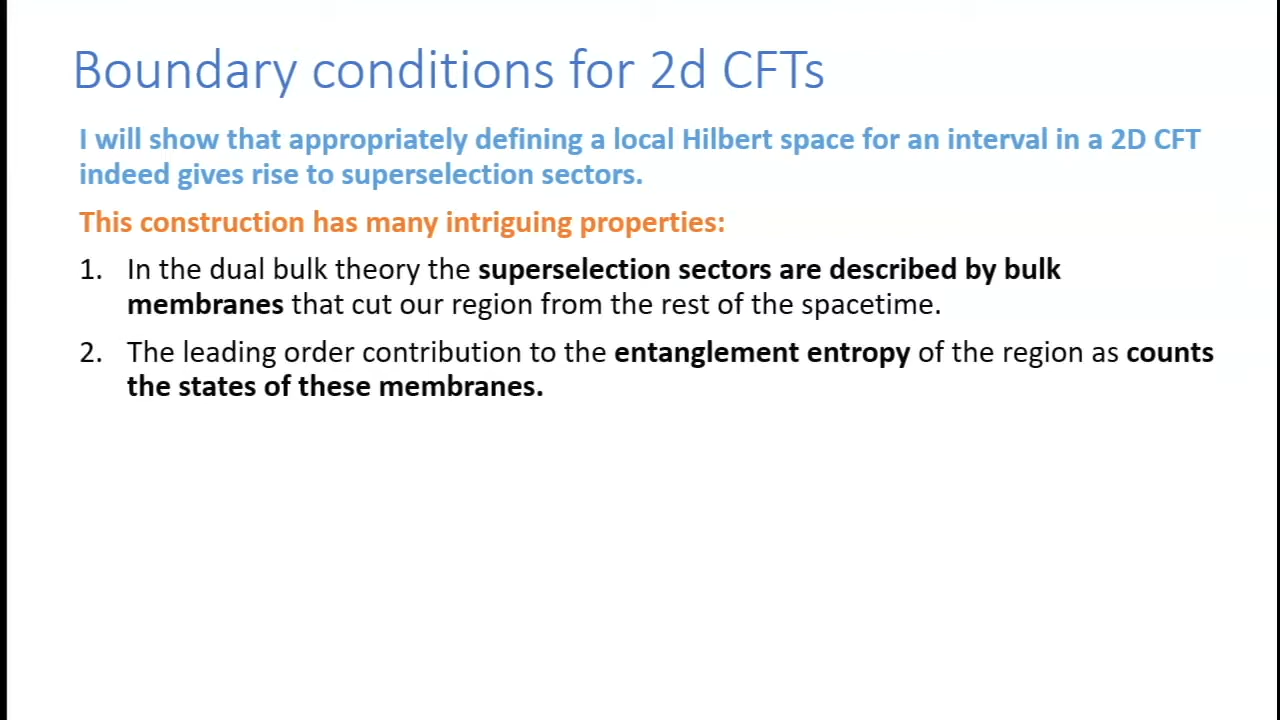 Boundary conditions for 2d CFTs
I will show that appropriately defining a local Hilbert space for an interval in a 2D CFT
indeed gives rise to superselection sectors.
This construction has many intriguing properties:
1. In the dual bulk theory the superselection sectors are described by bulk
membranes that cut our region from the rest of the spacetime.
2. The leading order contribution to the entanglement entropy of the region as counts
the states of these membranes.